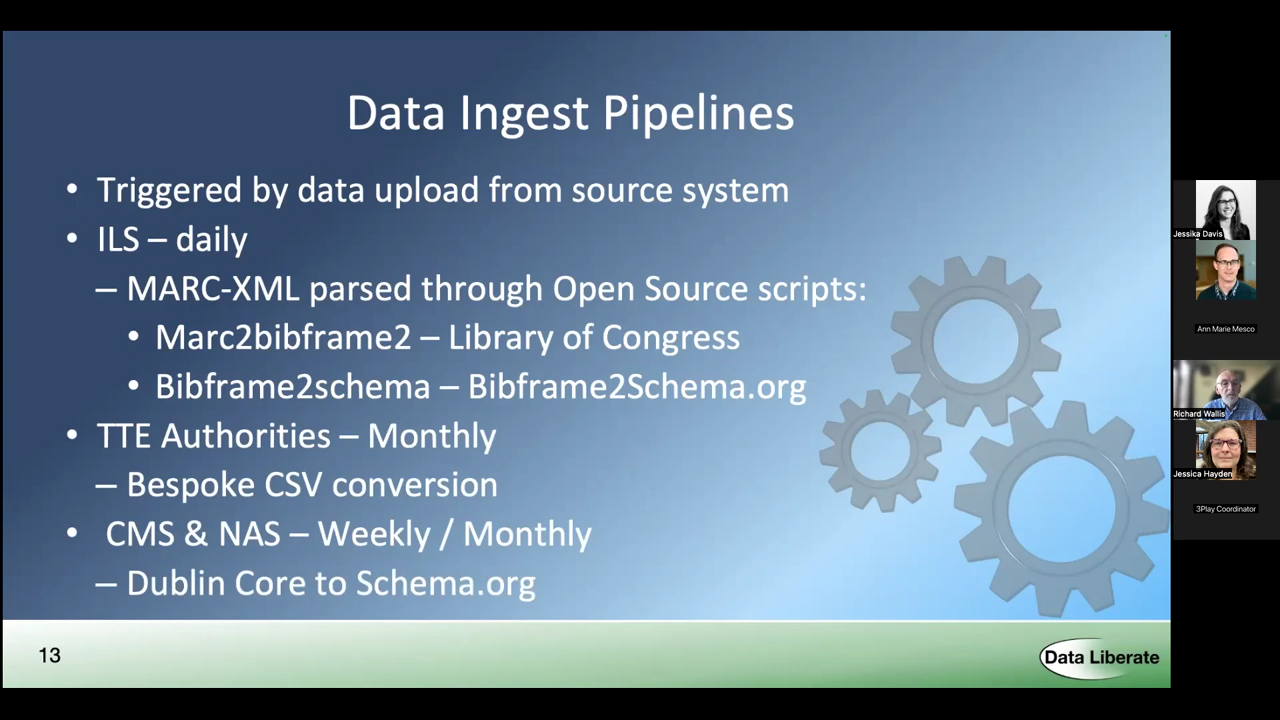 Data Ingest Pipelines
• Triggered by data upload from source system
• ILS – daily
– MARC-XML parsed through Open Source scripts:
• Marc2bibframe2 – Library of Congress
• Bibframe2schema – Bibframe2Schema.org
• TTE Authorities – Monthly
– Bespoke CSV conversion
• CMS & NAS – Weekly / Monthly
– Dublin Core to Schema.org
13
Data Liberate
Jessika Davis
Ann Marie Mesco
Richard Wallis
Jessica Hayden
3Play Coordinator